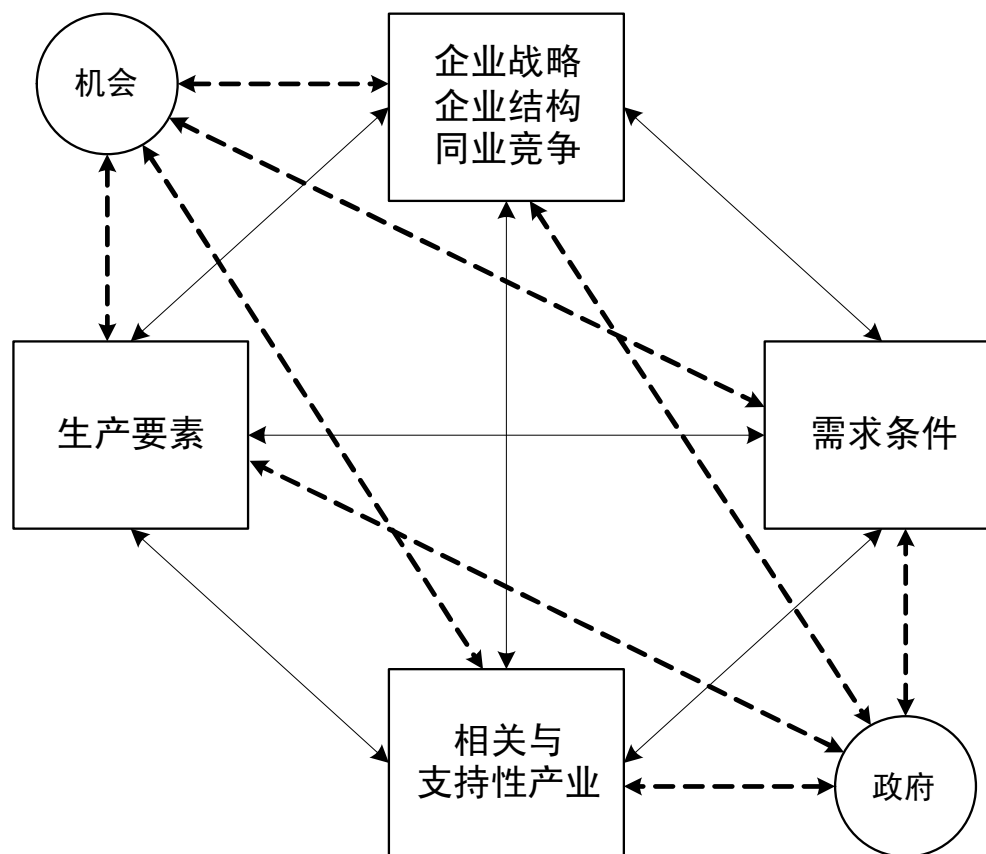 机会
企业战略
企业结构
同业竞争
生产要素
需求条件
相关与
支持性产业
政府